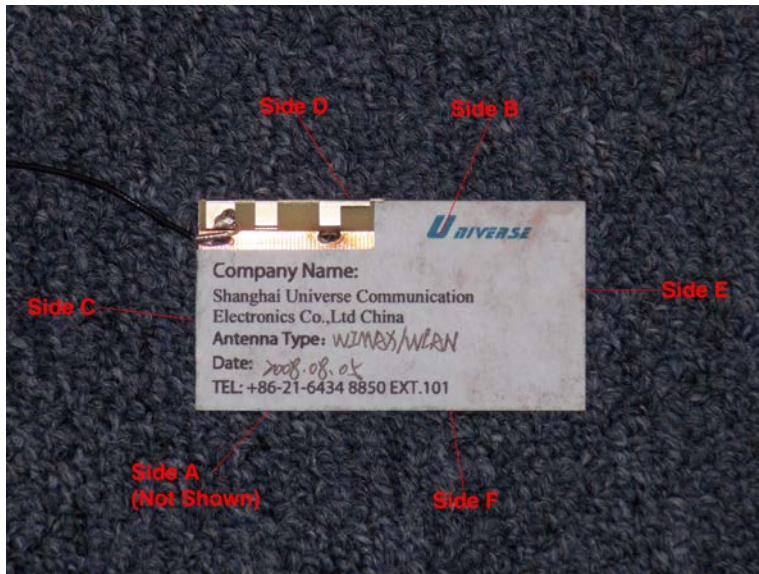 Side D
Side B
UNIVERSE
Company Name:
Shanghai Universe Communication
Electronics Co.,Ltd China
Antenna Type: WIMAX/WLAN
Date: 2008.08.05
TEL: +86-21-6434 8850 EXT.101
Side C
Side E
Side A
(Not Shown)
Side F